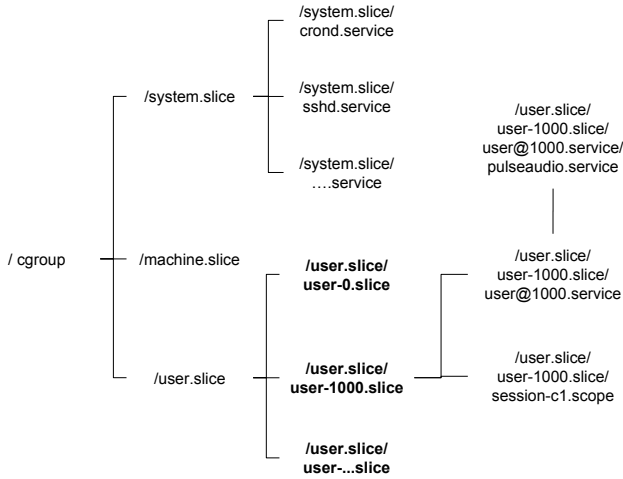 / cgroup
/system.slice
/system.slice/
crond.service
/system.slice/
sshd.service
/system.slice/
….service
/machine.slice
/user.slice
/user.slice/
user-0.slice
/user.slice/
user-1000.slice
/user.slice/
user-...slice
/user.slice/
user-1000.slice/
user@1000.service/
pulseaudio.service
/user.slice/
user-1000.slice/
user@1000.service
/user.slice/
user-1000.slice/
session-c1.scope